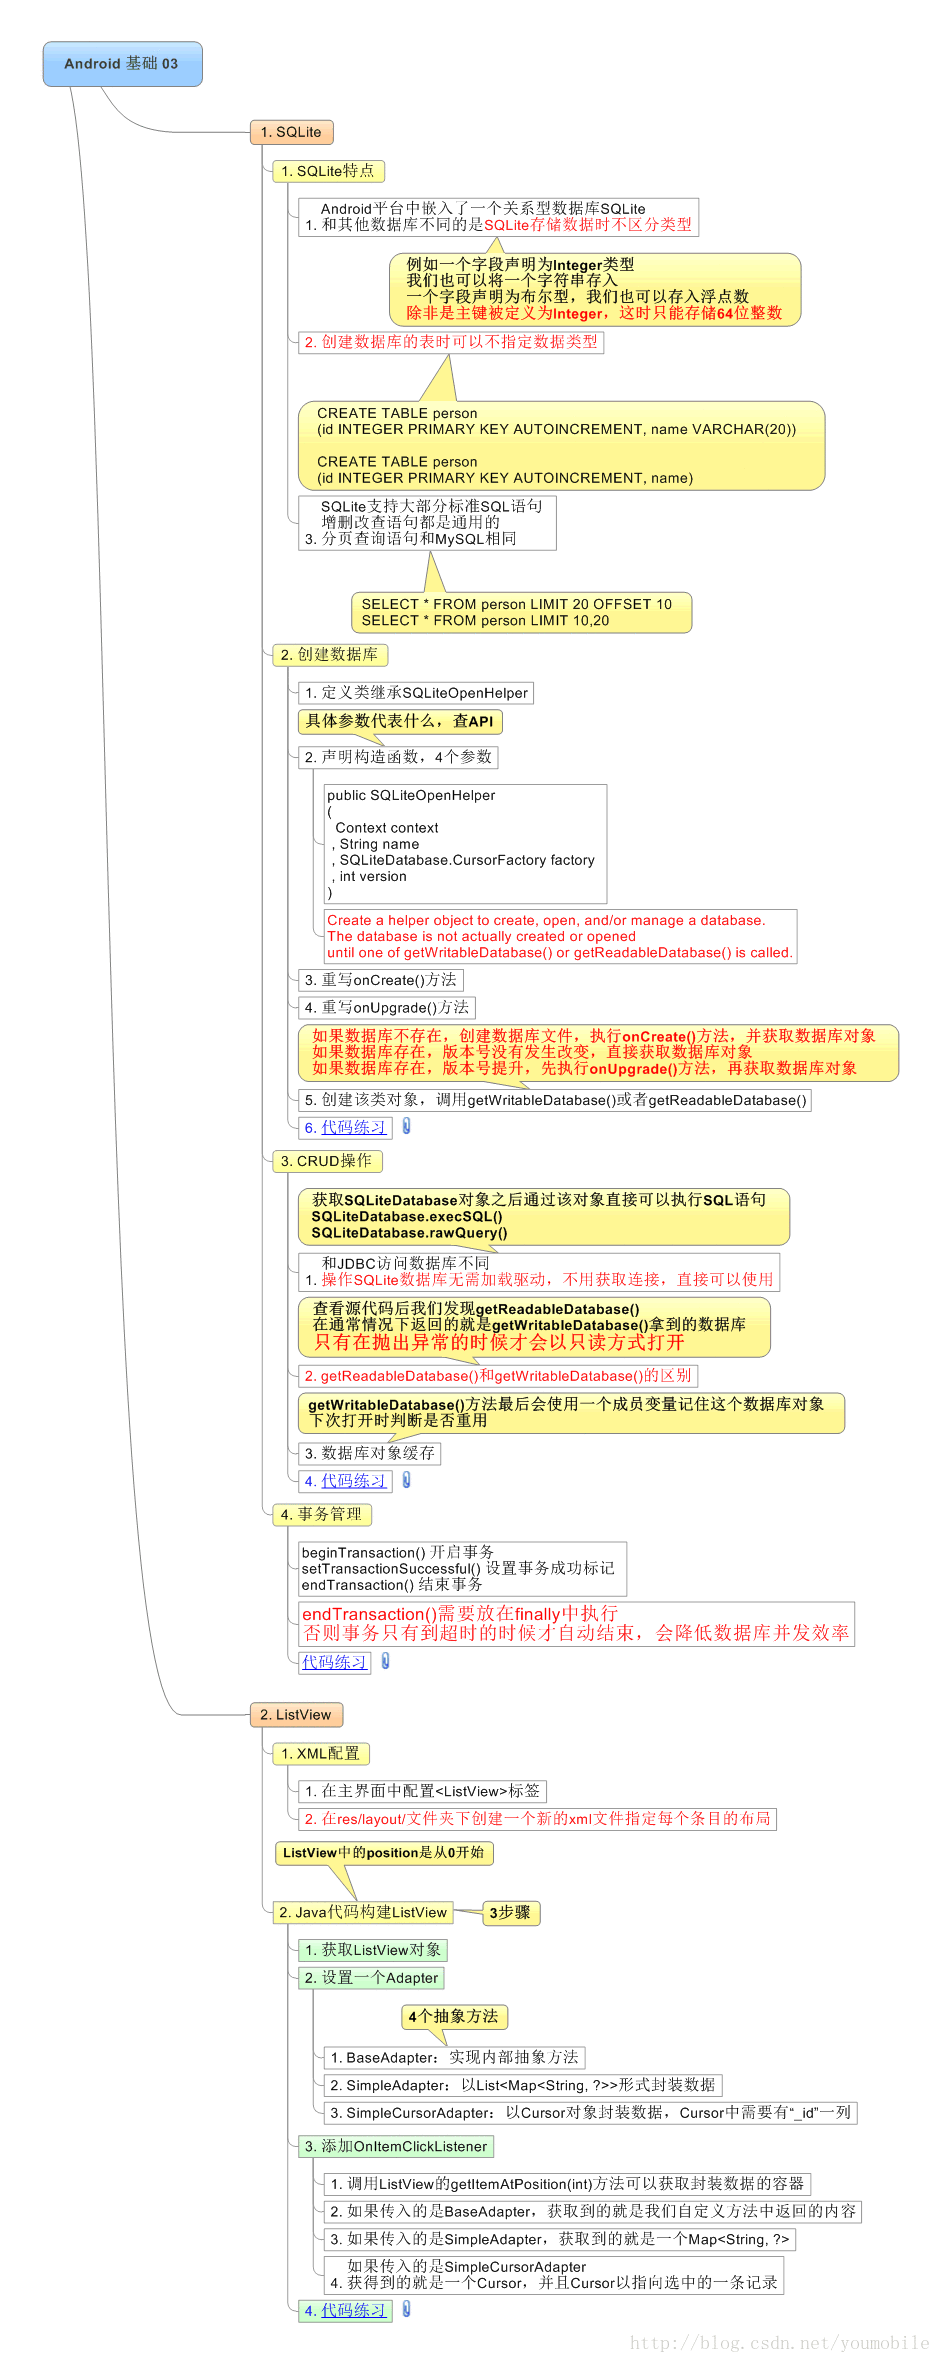 Android 基础 03
1. SQLite
1. SQLite特点
Android平台中嵌入了一个关系型数据库SQLite
1. 和其他数据库不同的是SQLite存储数据时不区分类型
例如一个字段声明为Integer类型
我们也可以将一个字符串存入
一个字段声明为布尔型，我们也可以存入浮点数
除非是主键被定义为Integer，这时只能存储64位整数
2. 创建数据库的表时可以不指定数据类型
CREATE TABLE person
(id INTEGER PRIMARY KEY AUTOINCREMENT, name VARCHAR(20))
CREATE TABLE person
(id INTEGER PRIMARY KEY AUTOINCREMENT, name)
SQLite支持大部分标准SQL语句
增删改查语句都是通用的
3. 分页查询语句和MySQL相同
SELECT * FROM person LIMIT 20 OFFSET 10
SELECT * FROM person LIMIT 10,20
2. 创建数据库
1. 定义类继承SQLiteOpenHelper
具体参数代表什么，查API
2. 声明构造函数，4个参数
public SQLiteOpenHelper
(
Context context
, String name
, SQLiteDatabase.CursorFactory factory
, int version
)
Create a helper object to create, open, and/or manage a database.
The database is not actually created or opened
until one of getWritableDatabase() or getReadableDatabase() is called.
3. 重写onCreate()方法
4. 重写onUpgrade()方法
如果数据库不存在，创建数据库文件，执行onCreate()方法，并获取数据库对象
如果数据库存在，版本号没有发生改变，直接获取数据库对象
如果数据库存在，版本号提升，先执行onUpgrade()方法，再获取数据库对象
5. 创建该类对象，调用getWritableDatabase()或者getReadableDatabase()
6. 代码练习
3. CRUD操作
获取SQLiteDatabase对象之后通过该对象直接可以执行SQL语句
SQLiteDatabase.execSQL()
SQLiteDatabase.rawQuery()
和JDBC访问数据库不同
1. 操作SQLite数据库无需加载驱动，不用获取连接，直接可以使用
查看源代码后我们发现getReadableDatabase()
在通常情况下返回的就是getWritableDatabase()拿到的数据库
只有在抛出异常的时候才会以只读方式打开
2. getReadableDatabase()和getWritableDatabase()的区别
getWritableDatabase()方法最后会使用一个成员变量记住这个数据库对象
下次打开时判断是否重用
3. 数据库对象缓存
4. 代码练习
4. 事务管理
beginTransaction() 开启事务
setTransactionSuccessful() 设置事务成功标记
endTransaction() 结束事务
endTransaction()需要放在finally中执行
否则事务只有到超时的时候才自动结束，会降低数据库并发效率
代码练习
2. ListView
1. XML配置
1. 在主界面中配置<ListView>标签
2. 在res/layout/文件夹下创建一个新的xml文件指定每个条目的布局
ListView中的position是从0开始
2. Java代码构建ListView
3步骤
1. 获取ListView对象
2. 设置一个Adapter
4个抽象方法
1. BaseAdapter：实现内部抽象方法
2. SimpleAdapter：以List<Map<String, ?>>形式封装数据
3. SimpleCursorAdapter：以Cursor对象封装数据，Cursor中需要有“_id”一列
3. 添加OnItemClickListener
1. 调用ListView的getItemAtPosition(int)方法可以获取封装数据的容器
2. 如果传入的是BaseAdapter，获取到的就是我们自定义方法中返回的内容
3. 如果传入的是SimpleAdapter，获取到的就是一个Map<String, ?>
如果传入的是SimpleCursorAdapter
4. 获得到的就是一个Cursor，并且Cursor以指向选中的一条记录
4. 代码练习
http://blog.csdn.net/youmobile